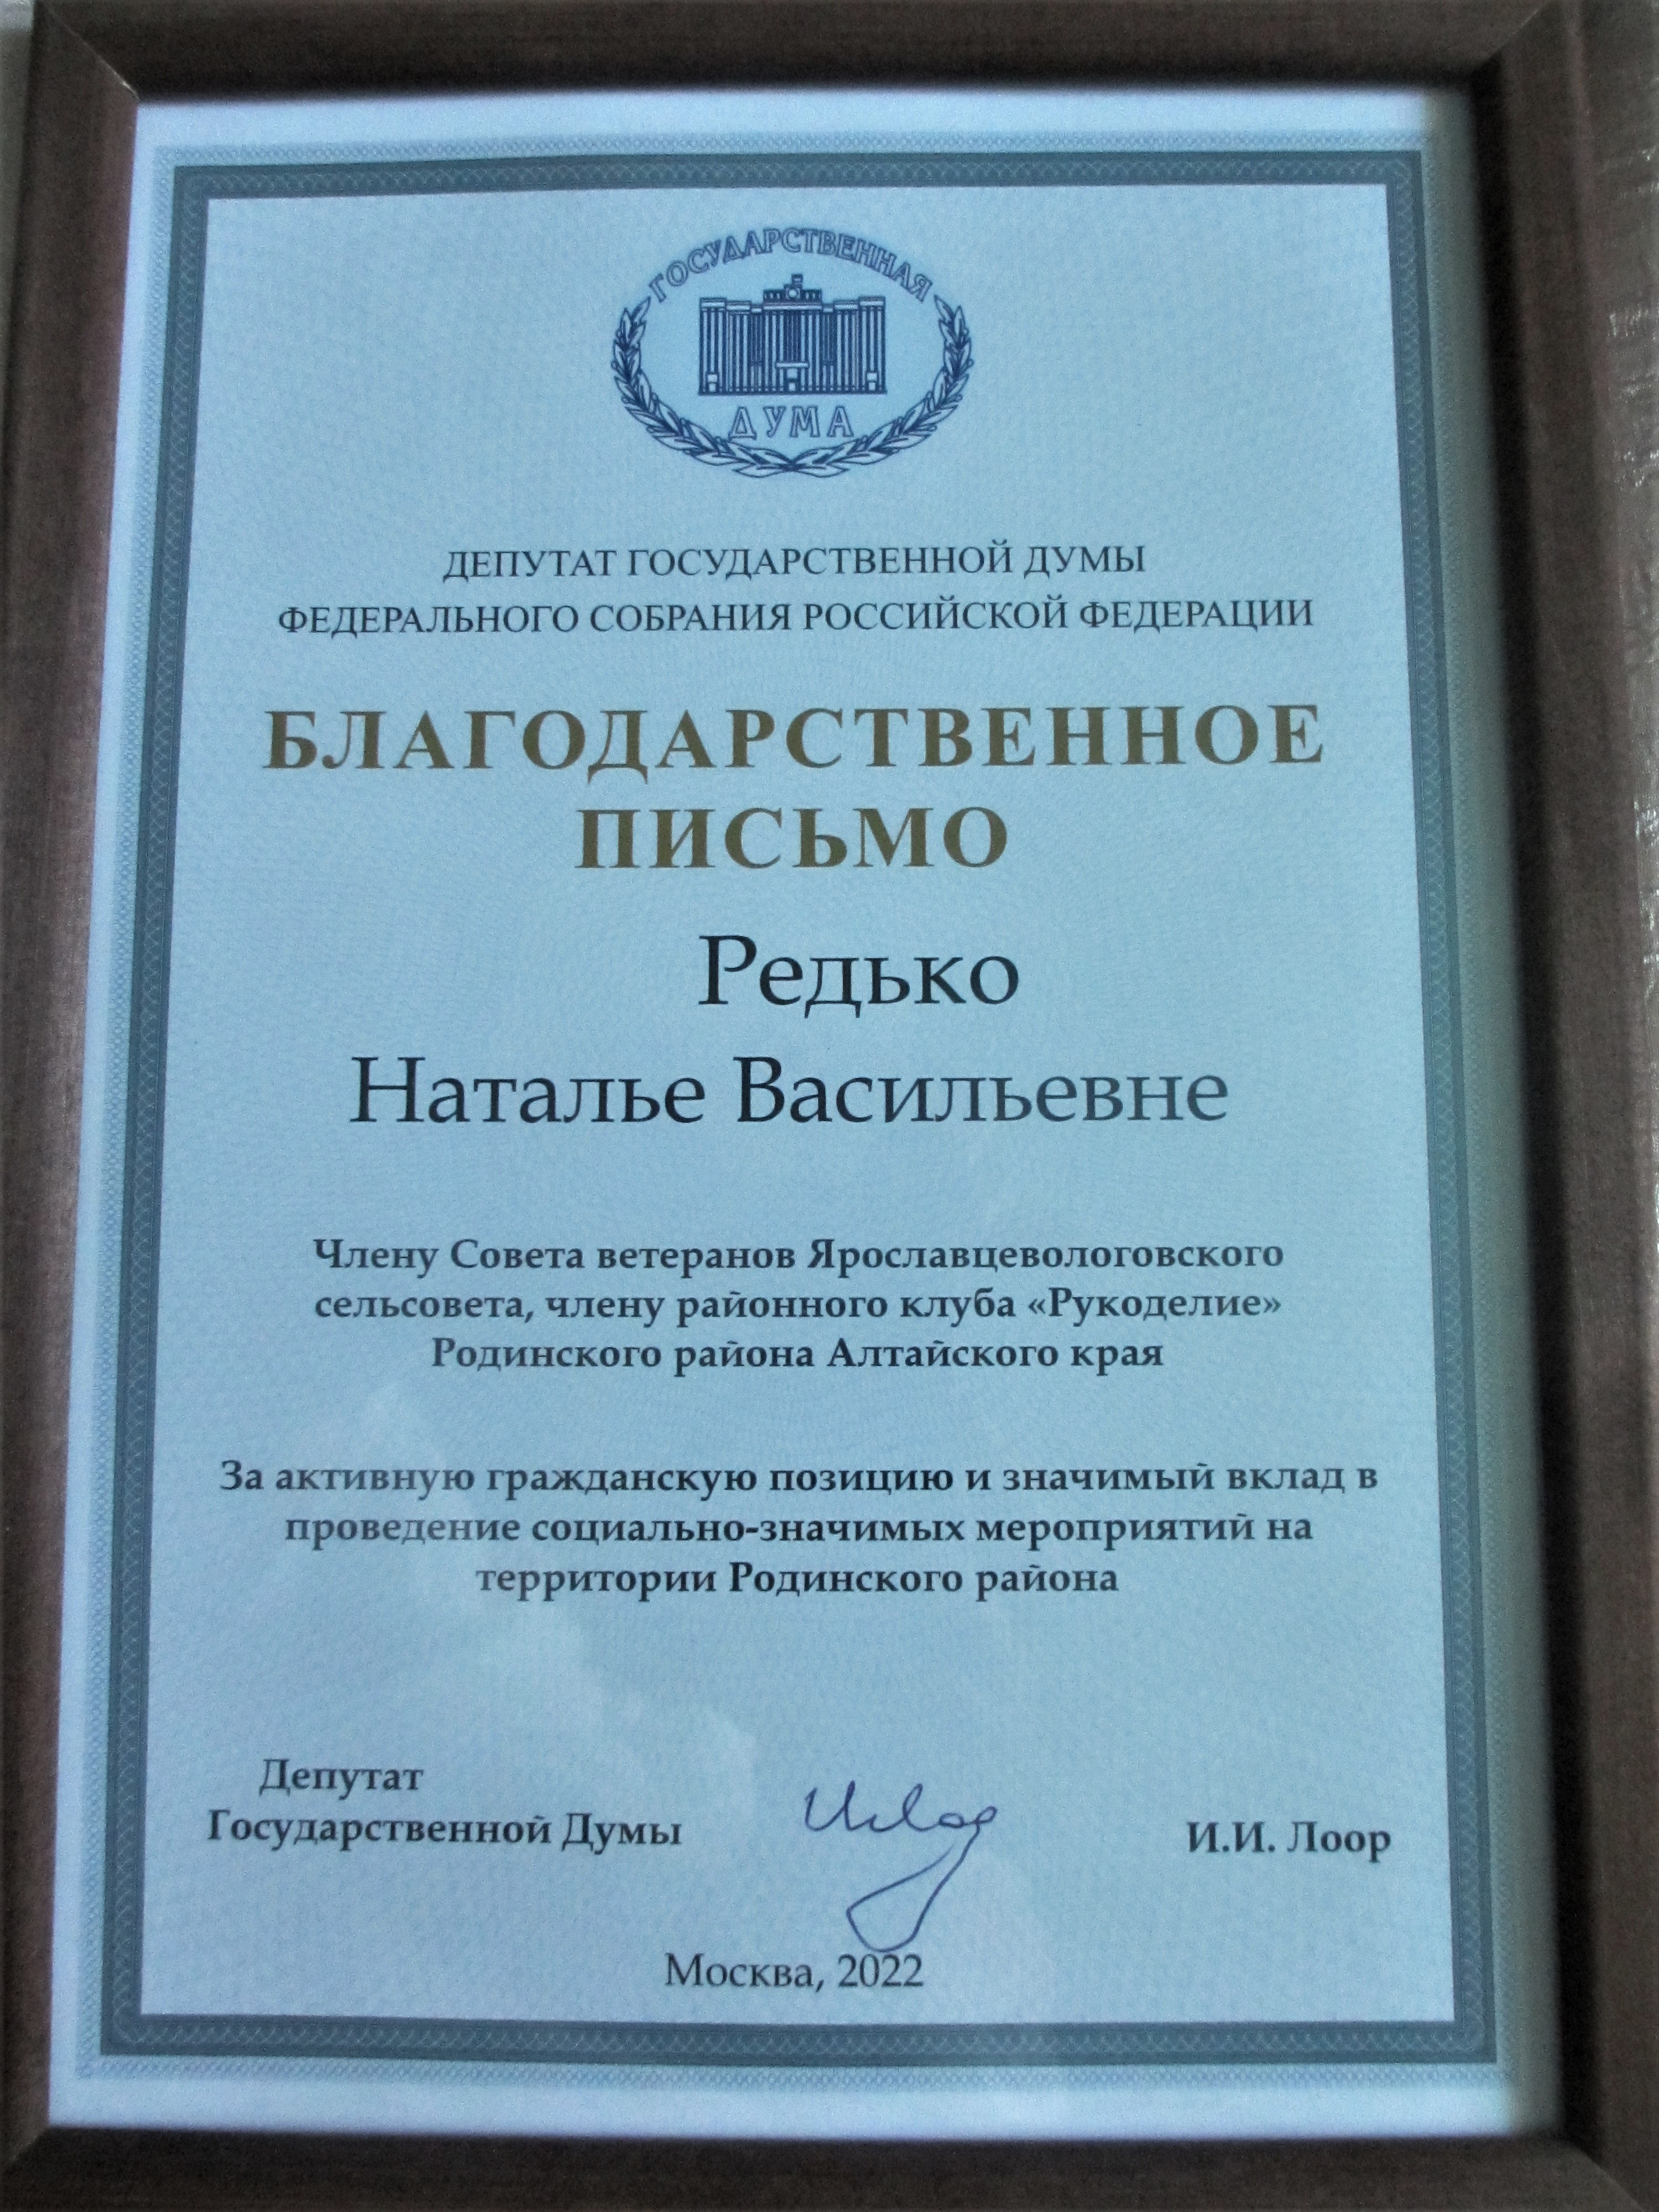 ГОСУДАРСТВЕННАЯ
ДУМА
ДЕПУТАТ ГОСУДАРСТВЕННОЙ ДУМЫ
ФЕДЕРАЛЬНОГО СОБРАНИЯ РОССИЙСКОЙ ФЕДЕРАЦИИ
БЛАГОДАРСТВЕННОЕ
ПИСЬМО
Редько
Наталье Васильевне
Члену Совета ветеранов Ярославцевологовского
сельсовета, члену районного клуба «Рукоделие»
Родинского района Алтайского края
За активную гражданскую позицию и значимый вклад в
проведение социально-значимых мероприятий на
территории Родинского района
Депутат
Государственной Думы
И.И. Лоор
Москва, 2022